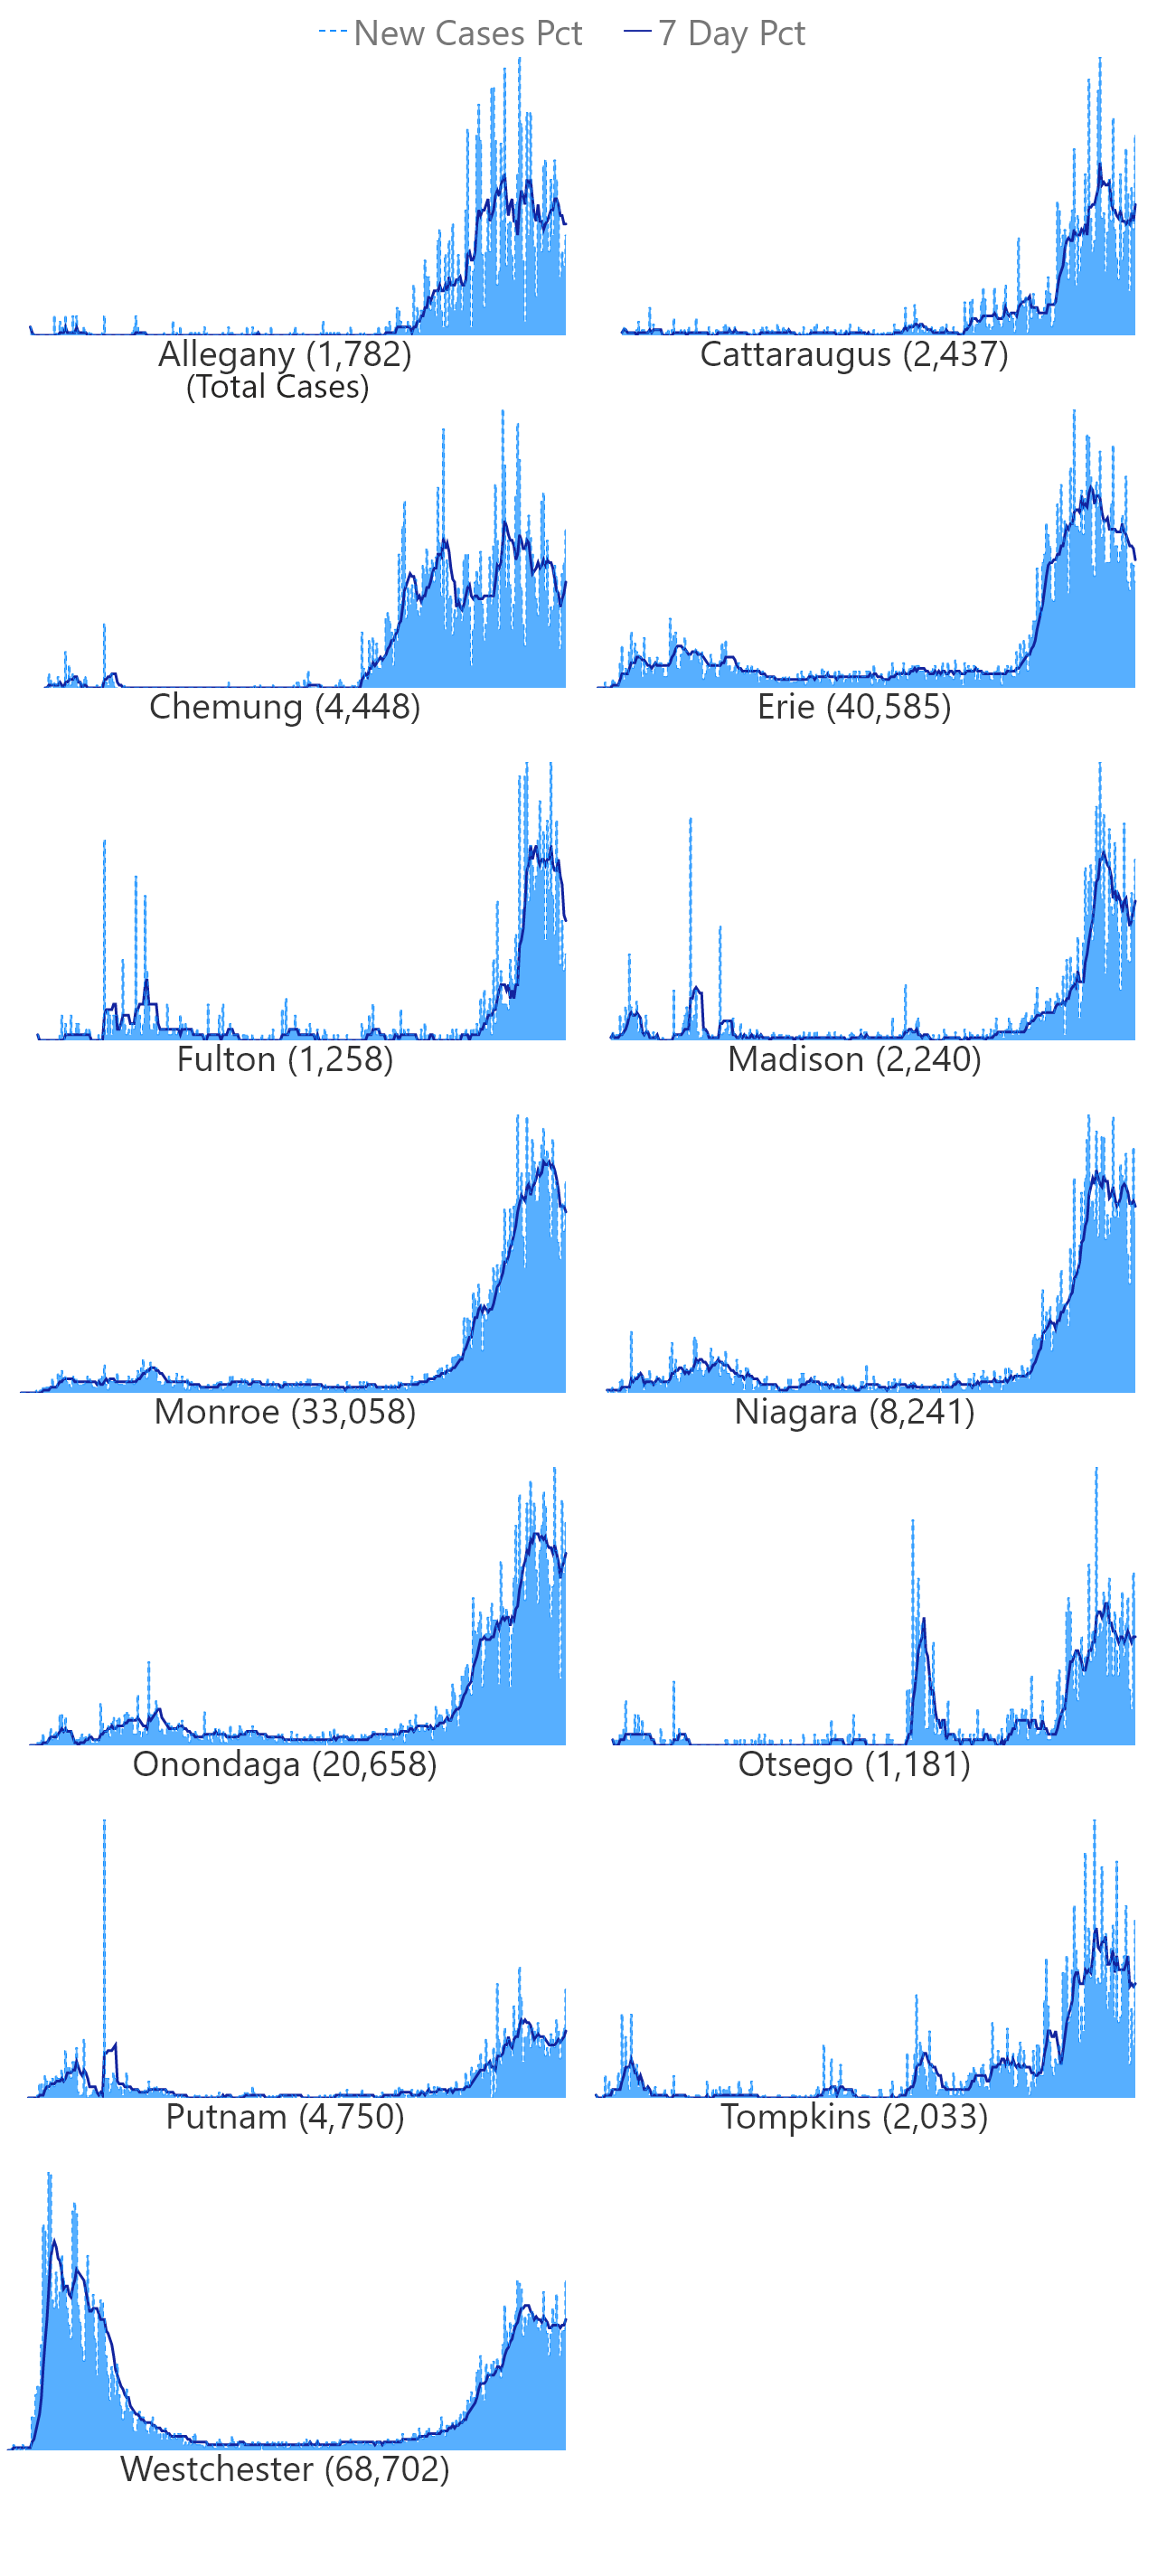 New Cases Pct 7 Day Pct
Allegany (1,782) Cattaraugus (2,437)
(Total Cases)
Chemung (4,448) Erie (40,585)
Fulton (1,258) Madison (2,240)
Monroe (33,058) Niagara (8,241)
Onondaga (20,658) Otsego (1,181)
Putnam (4,750) Tompkins (2,033)
Westchester (68,702)